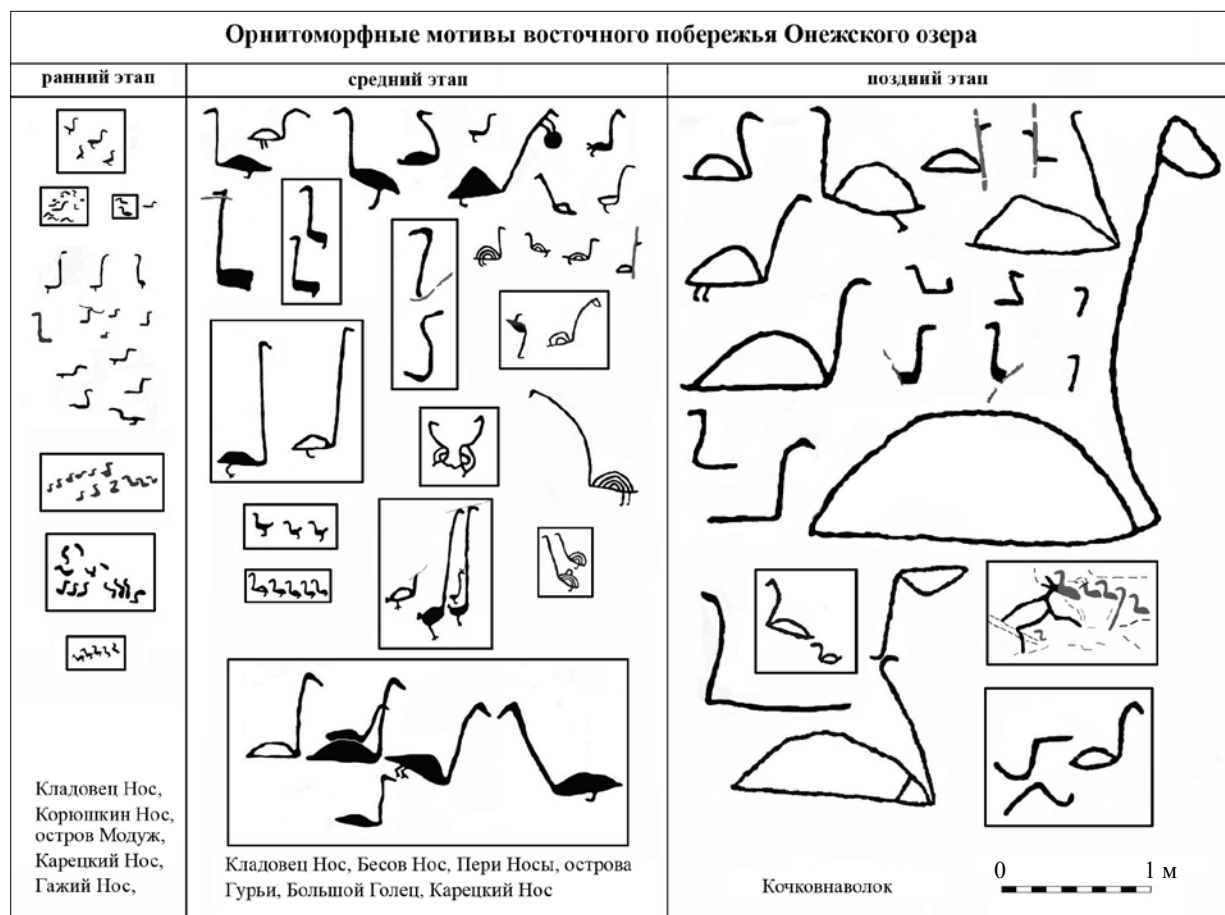 Орнитоморфные мотивы восточного побережья Онежского озера
ранний этап
средний этап
поздний этап
Кладовец Нос,
Корюшкин Нос,
остров Модуж,
Карецкий Нос,
Гажий Нос,
Кладовец Нос, Бесов Нос, Пери Носы, острова
Гурьи, Большой Голец, Карецкий Нос
Кочковнаволок
0 1 м